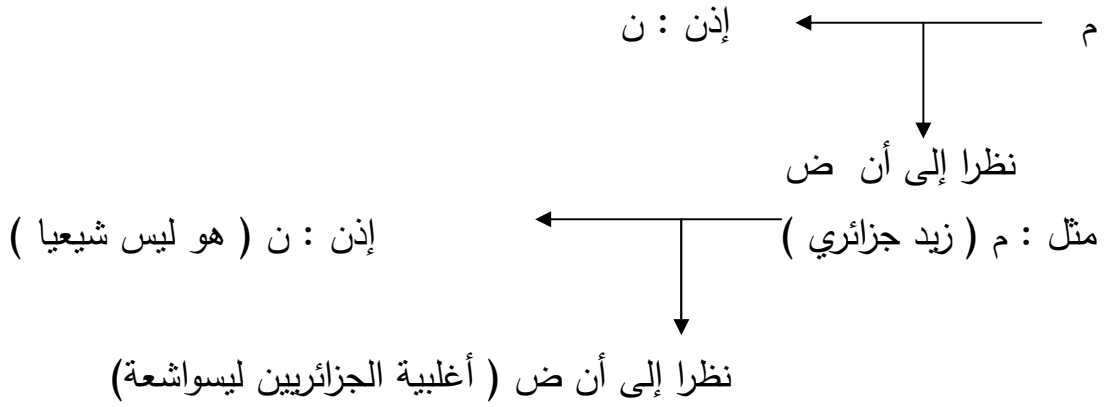 م إذن : ن
نظرا إلى أن ض
مثل : م ( زيد جزائري ) إذن : ن ( هو ليس شيعيا )
نظرا إلى أن ض ( أغلبية الجزائريين ليسواشعة)